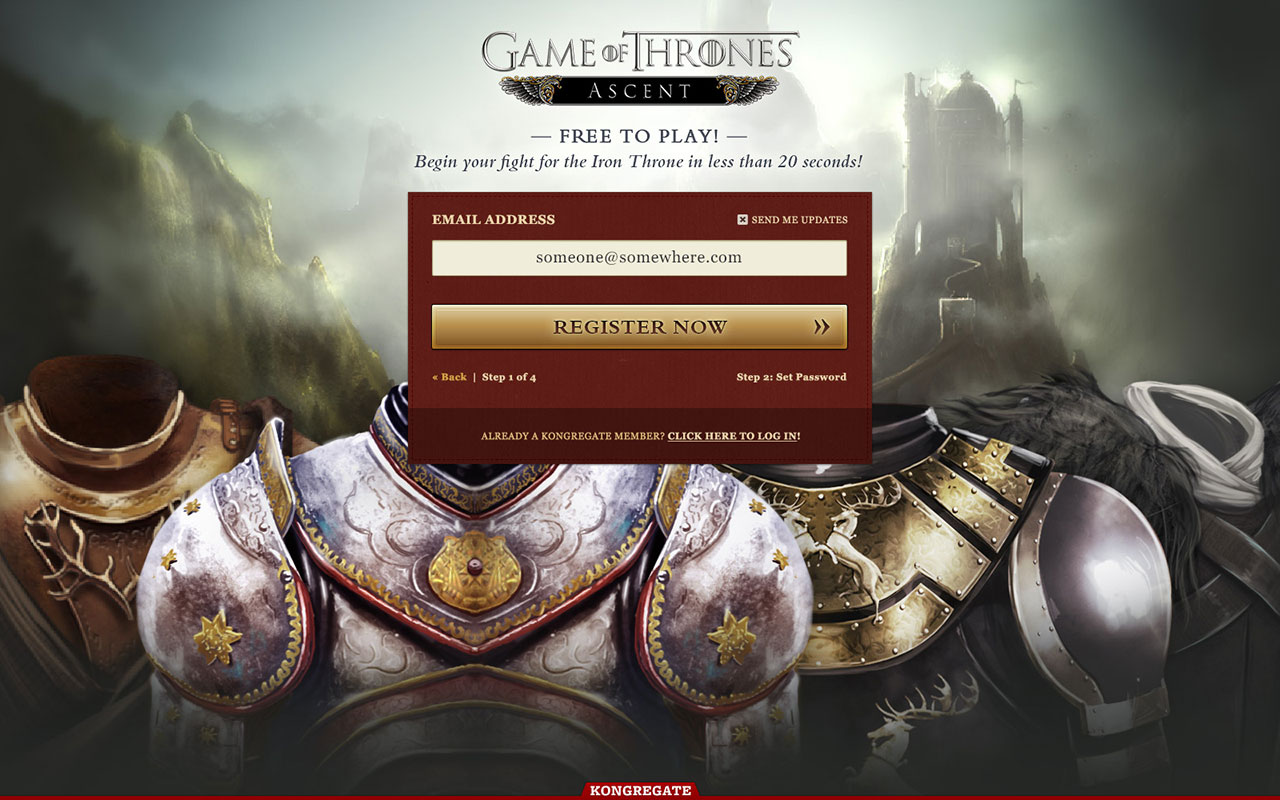 GAME OF THRONES
ASCENT
— FREE TO PLAY! —
Begin your fight for the Iron Throne in less than 20 seconds!
EMAIL ADDRESS
SEND ME UPDATES
someone@somewhere.com
REGISTER NOW »
« Back | Step 1 of 4
Step 2: Set Password
ALREADY A KONGREGATE MEMBER? CLICK HERE TO LOG IN!
KONGREGATE